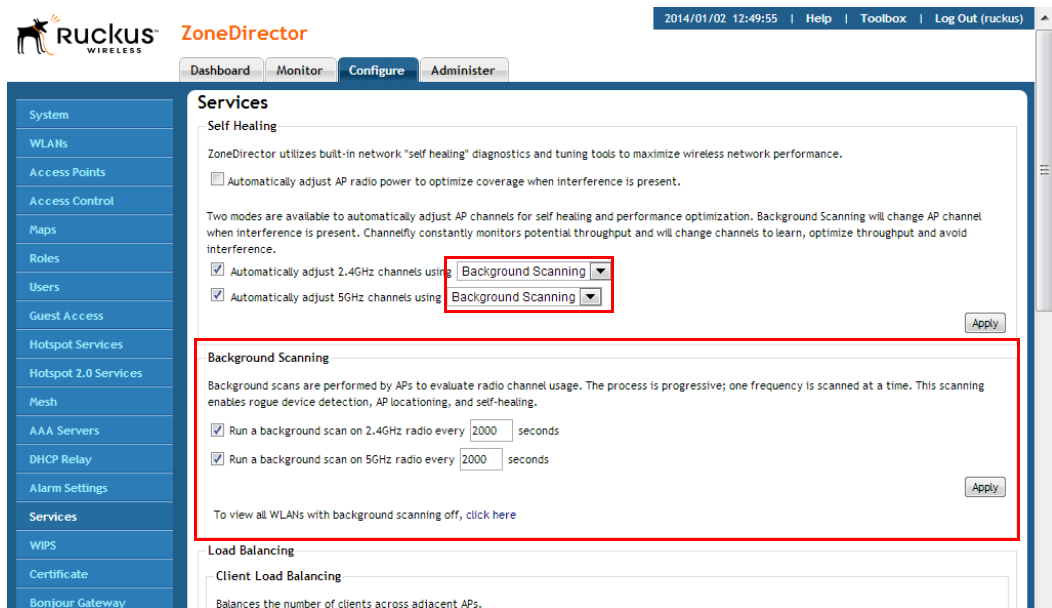 2014/01/02 12:49:55 | Help | Toolbox | Log Out (ruckus)
RUCKUS
WIRELESS
ZoneDirector
Dashboard Monitor Configure Administer
System
WLANs
Access Points
Access Control
Maps
Roles
Users
Guest Access
Hotspot Services
Hotspot 2.0 Services
Mesh
AAA Servers
DHCP Relay
Alarm Settings
Services
WIPS
Certificate
Bonjour Gateway
Services
Self Healing
ZoneDirector utilizes built-in network "self healing" diagnostics and tuning tools to maximize wireless network performance.
Automatically adjust AP radio power to optimize coverage when interference is present.
Two modes are available to automatically adjust AP channels for self healing and performance optimization. Background Scanning will change AP channel
when interference is present. Channelfly constantly monitors potential throughput and will change channels to learn, optimize throughput and avoid
interference.
Automatically adjust 2.4GHz channels using Background Scanning
Automatically adjust 5GHz channels using Background Scanning
Apply
Background Scanning
Background scans are performed by APs to evaluate radio channel usage. The process is progressive; one frequency is scanned at a time. This scanning
enables rogue device detection, AP locationing, and self-healing.
Run a background scan on 2.4GHz radio every 2000 seconds
Run a background scan on 5GHz radio every 2000 seconds
Apply
To view all WLANs with background scanning off, click here
Load Balancing
Client Load Balancing
Balances the number of clients across adjacent APs.